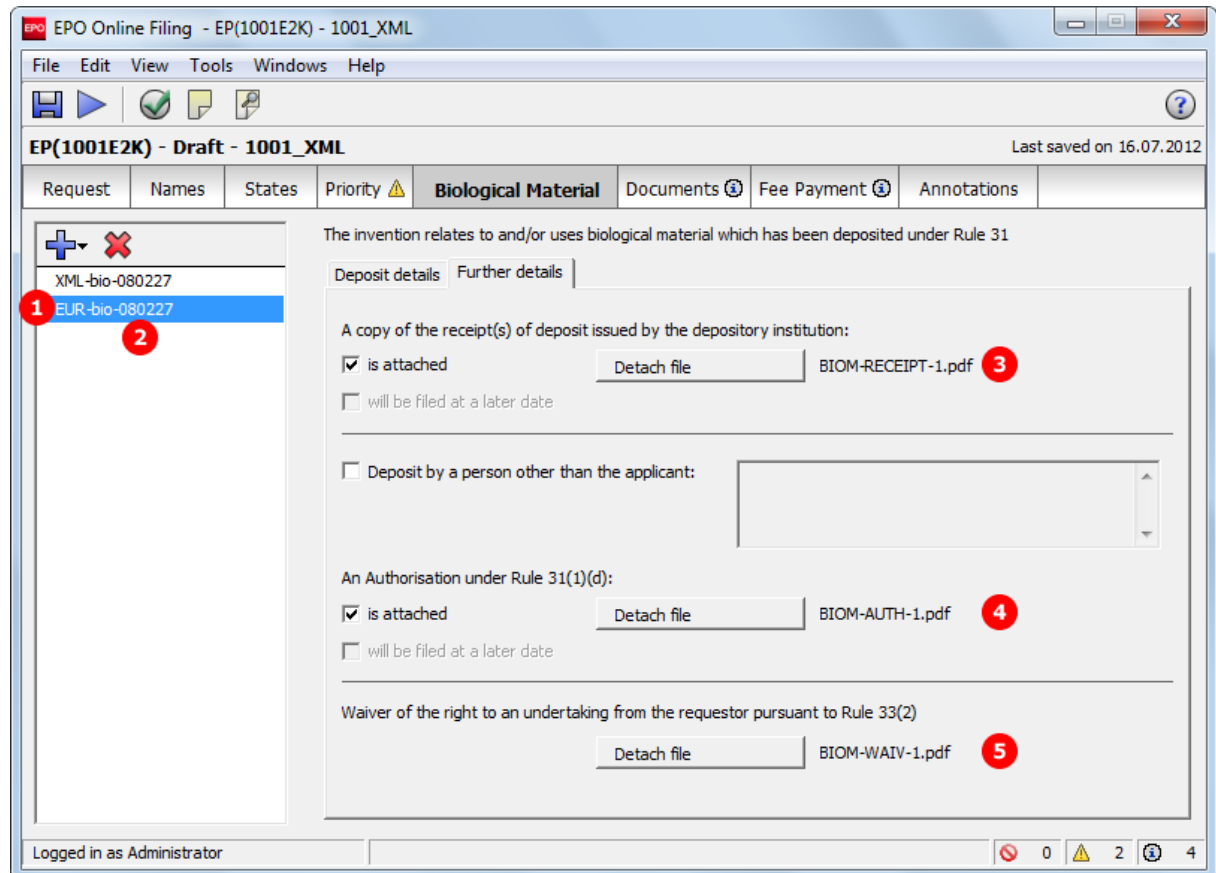 EPO EPO Online Filing - EP(1001E2K) - 1001_XML
File Edit View Tools Windows Help
EP(1001E2K) - Draft - 1001_XML
Last saved on 16.07.2012
Request Names States Priority Biological Material Documents Fee Payment Annotations
XML-bio-080227
1 EUR-bio-080227
2
The invention relates to and/or uses biological material which has been deposited under Rule 31
Deposit details Further details
A copy of the receipt(s) of deposit issued by the depository institution:
is attached Detach file BIOM-RECEIPT-1.pdf 3
will be filed at a later date
Deposit by a person other than the applicant:
An Authorisation under Rule 31(1)(d):
is attached Detach file BIOM-AUTH-1.pdf 4
will be filed at a later date
Waiver of the right to an undertaking from the requestor pursuant to Rule 33(2)
Detach file BIOM-WAIV-1.pdf 5
Logged in as Administrator 0 2 4